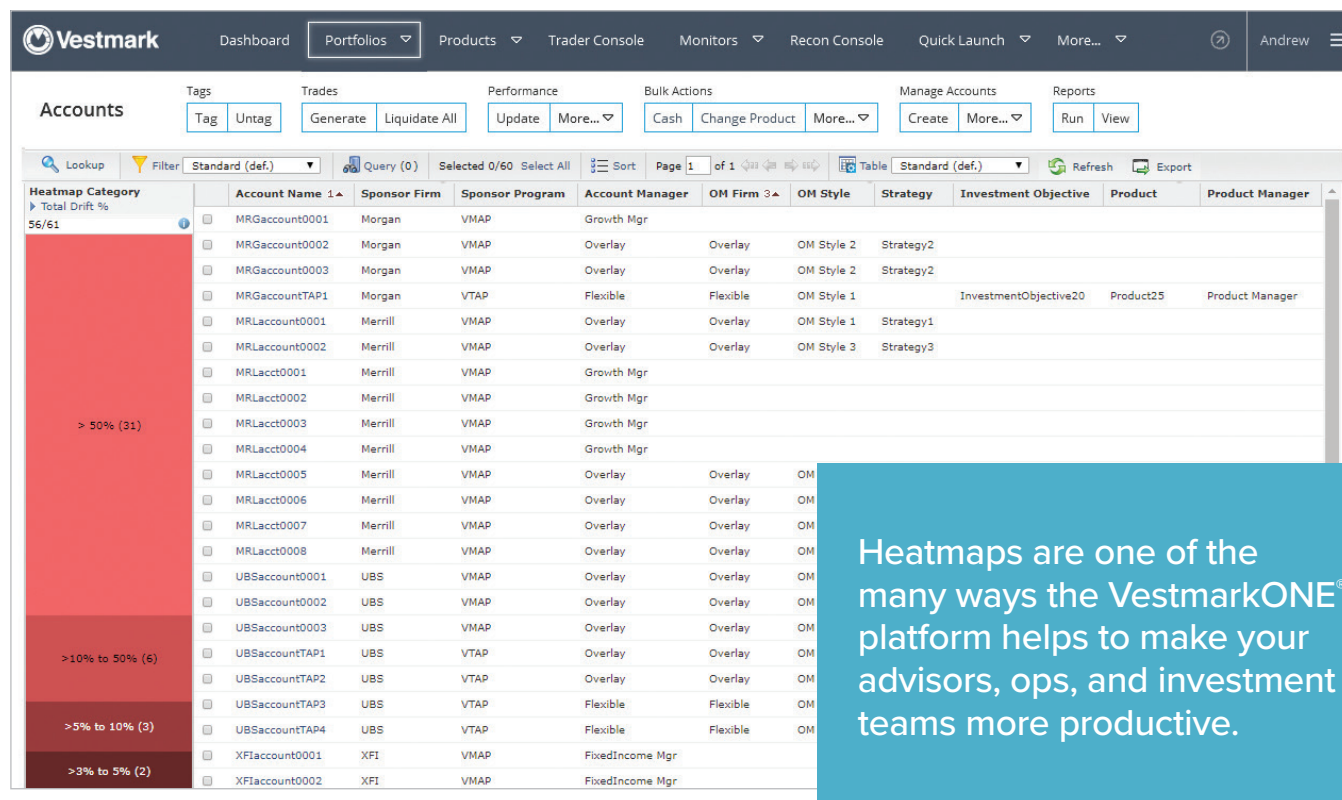 Vestmark Dashboard Portfolios Products Trader Console Monitors Recon Console Quick Launch More... Andrew
Accounts
Tags Trades Performance Bulk Actions Manage Accounts Reports
Tag Untag Generate Liquidate All Update More... Cash Change Product More... Create More... Run View
Lookup Filter Standard (def.) Query (0) Selected 0/60 Select All Sort Page 1 of 1 Table Standard (def.) Refresh Export
Heatmap Category
Total Drift %
56/61
Account Name 1 Sponsor Firm Sponsor Program Account Manager OM Firm 3 OM Style Strategy Investment Objective Product Product Manager
MRGaccount0001 Morgan VMAP Growth Mgr
MRGaccount0002 Morgan VMAP Overlay Overlay OM Style 2 Strategy2
MRGaccount0003 Morgan VMAP Overlay Overlay OM Style 2 Strategy2
MRGaccountTAP1 Morgan VTAP Flexible Flexible OM Style 1 InvestmentObjective20 Product25 Product Manager
MRLaccount0001 Merrill VMAP Overlay Overlay OM Style 1 Strategy1
MRLaccount0002 Merrill VMAP Overlay Overlay OM Style 3 Strategy3
MRLacct0001 Merrill VMAP Growth Mgr
MRLacct0002 Merrill VMAP Growth Mgr
MRLacct0003 Merrill VMAP Growth Mgr
MRLacct0004 Merrill VMAP Growth Mgr
MRLacct0005 Merrill VMAP Overlay Overlay OM
MRLacct0006 Merrill VMAP Overlay Overlay OM
MRLacct0007 Merrill VMAP Overlay Overlay OM
MRLacct0008 Merrill VMAP Overlay Overlay OM
UBSaccount0001 UBS VMAP Overlay Overlay OM
UBSaccount0002 UBS VMAP Overlay Overlay OM
UBSaccount0003 UBS VMAP Overlay Overlay OM
UBSaccountTAP1 UBS VTAP Overlay Overlay OM
UBSaccountTAP2 UBS VTAP Overlay Overlay OM
UBSaccountTAP3 UBS VTAP Flexible Flexible OM
UBSaccountTAP4 UBS VTAP Flexible Flexible OM
XFIaccount0001 XFI VMAP FixedIncome Mgr
XFIaccount0002 XFI VMAP FixedIncome Mgr
> 50% (31)
>10% to 50% (6)
>5% to 10% (3)
>3% to 5% (2)
Heatmaps are one of the
many ways the VestmarkONE®
platform helps to make your
advisors, ops, and investment
teams more productive.